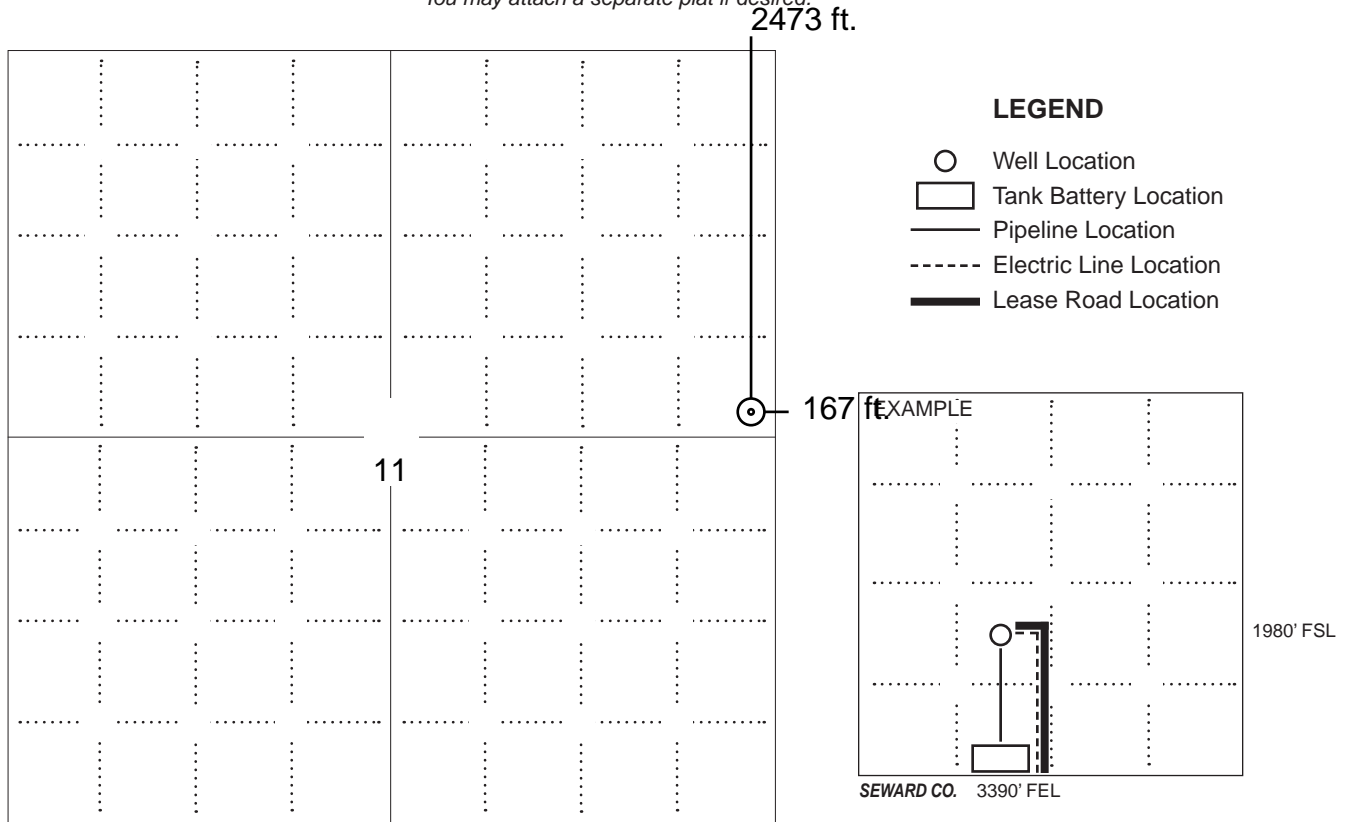 You may attach a separate plat if desired.
2473 ft.
LEGEND
Well Location
Tank Battery Location
Pipeline Location
Electric Line Location
Lease Road Location
167 ft.
EXAMPLE
11
1980' FSL
SEWARD CO. 3390' FEL